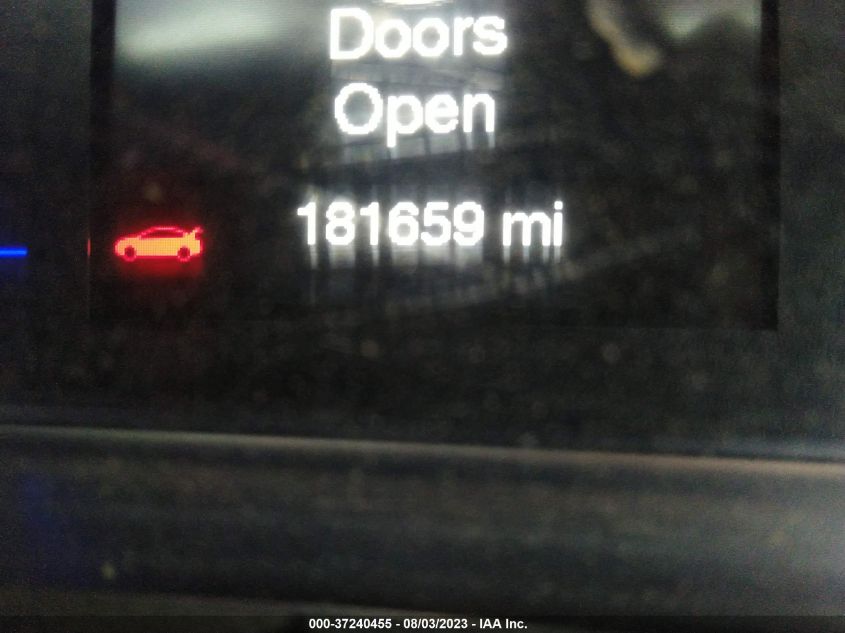 Doors
Open
181659 mi
000-37240455 - 08/03/2023 - IAA Inc.